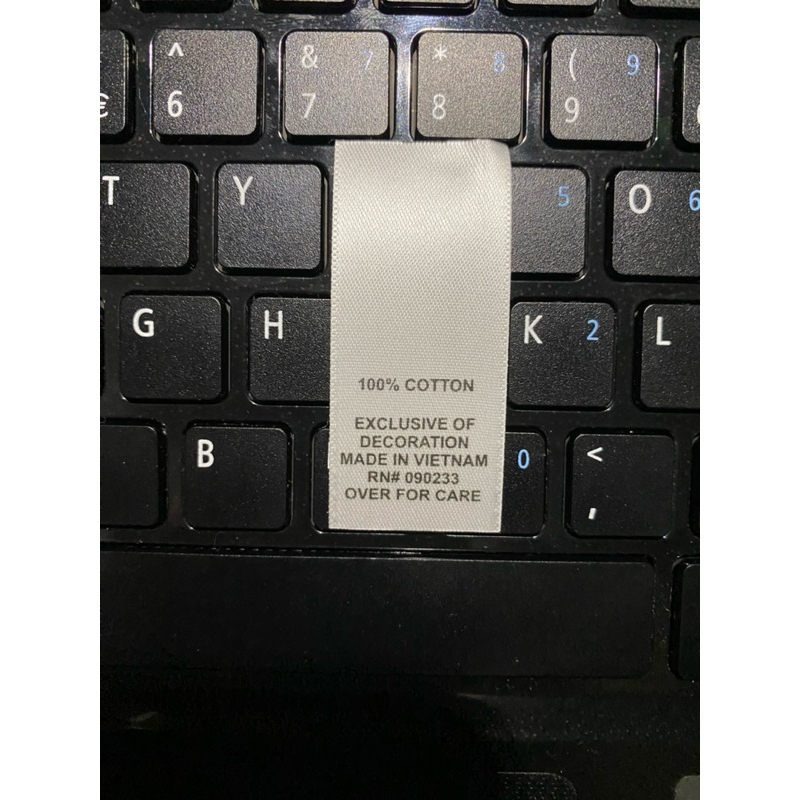 ^ & 7 * 8 ( 9
€ 6 7 8 9
T Y 5 O 6
G H K 2 L
B 0 <
,
100% COTTON
EXCLUSIVE OF
DECORATION
MADE IN VIETNAM
RN# 090233
OVER FOR CARE